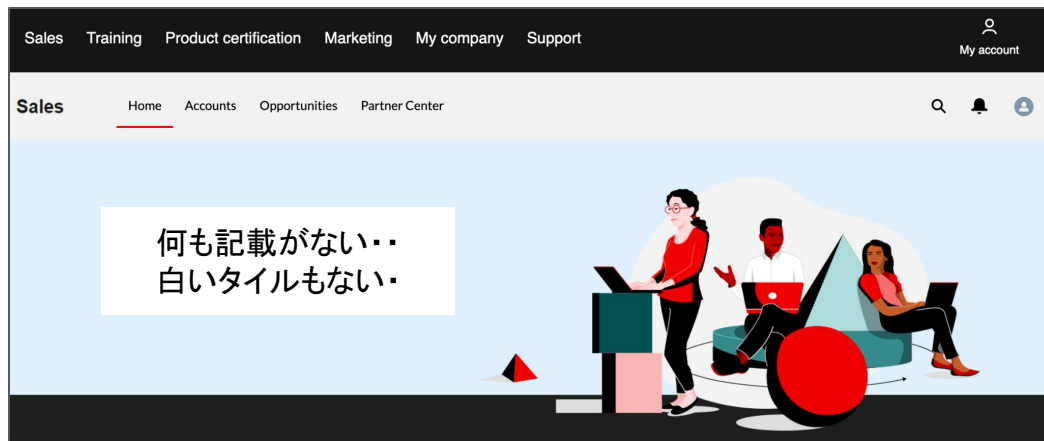 Sales Training Product certification Marketing My company Support
My account
Sales Home Accounts Opportunities Partner Center
何も記載がない・・
白いタイルもない・